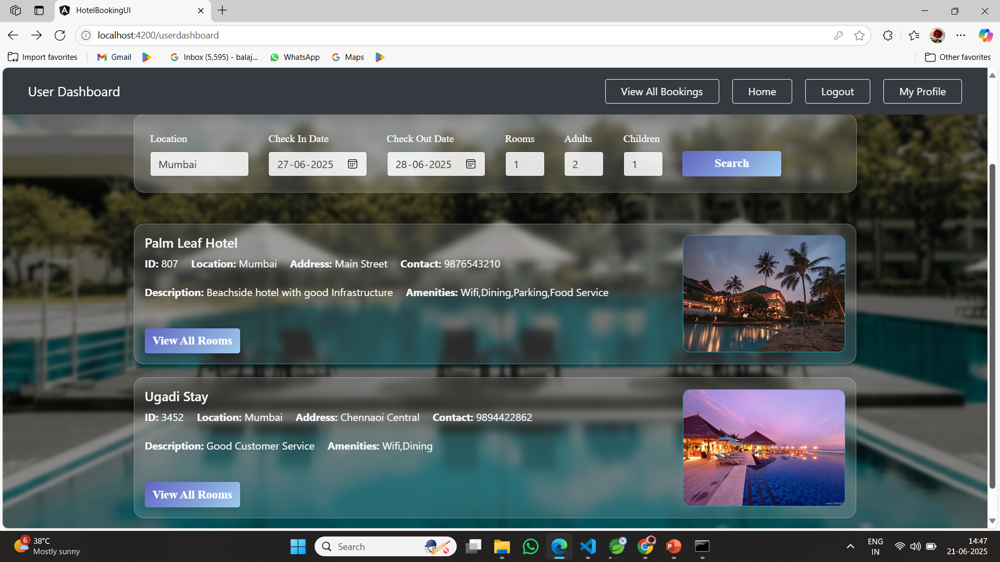 HotelBookingUI
localhost:4200/userdashboard
Import favorites Gmail Inbox (5,595) - balaj... WhatsApp Maps Other favorites
User Dashboard View All Bookings Home Logout My Profile
Location Check In Date Check Out Date Rooms Adults Children
Mumbai 27-06-2025 28-06-2025 1 2 1 Search
Palm Leaf Hotel
ID: 807 Location: Mumbai Address: Main Street Contact: 9876543210
Description: Beachside hotel with good Infrastructure Amenities: Wifi,Dining,Parking,Food Service
View All Rooms
Ugadi Stay
ID: 3452 Location: Mumbai Address: Chennaoi Central Contact: 9894422862
Description: Good Customer Service Amenities: Wifi,Dining
View All Rooms
6 38°C
Mostly sunny
Search
ENG
IN
14:47
21-06-2025